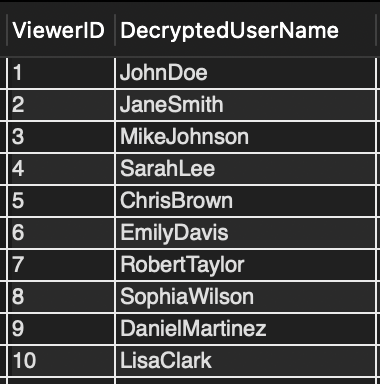 ViewerID DecryptedUserName
1 JohnDoe
2 JaneSmith
3 MikeJohnson
4 SarahLee
5 ChrisBrown
6 EmilyDavis
7 RobertTaylor
8 SophiaWilson
9 DanielMartinez
10 LisaClark